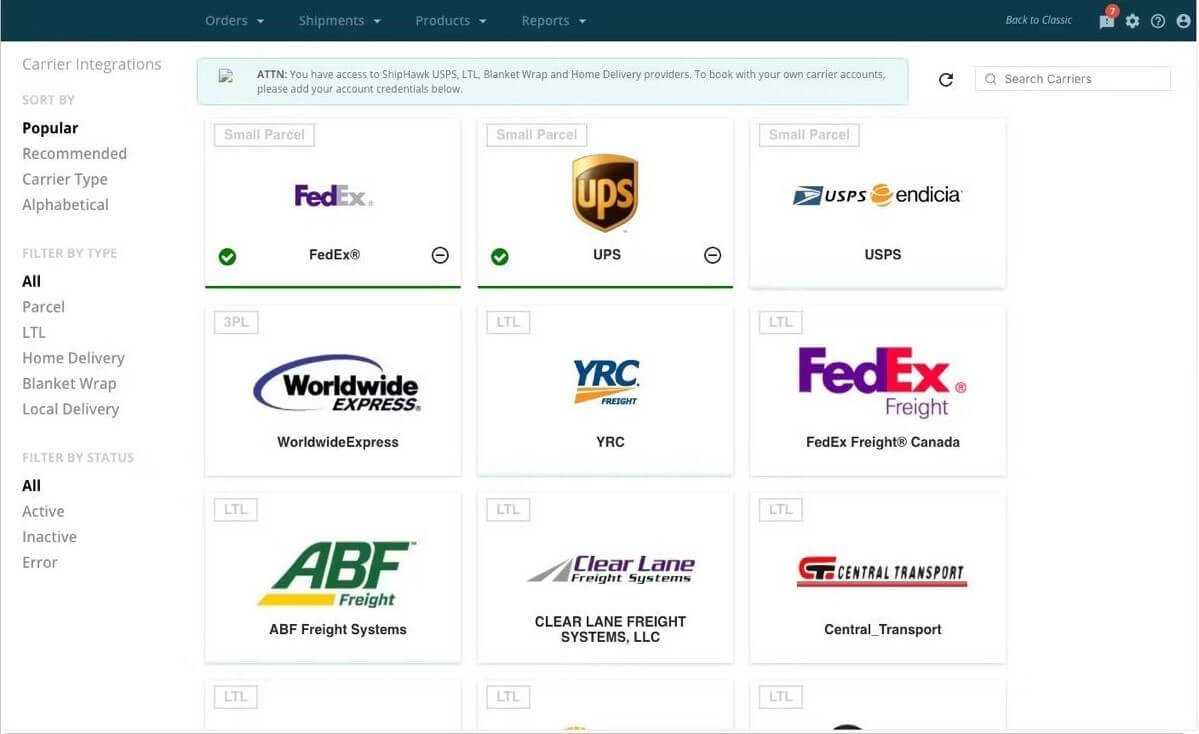 Orders
Shipments
Products
Reports
Back to Classic
7
Carrier Integrations
ATTN: You have access to ShipHawk USPS, LTL, Blanket Wrap and Home Delivery providers. To book with your own carrier accounts,
please add your account credentials below.
Search Carriers
SORT BY
Popular
Recommended
Carrier Type
Alphabetical
FILTER BY TYPE
All
Parcel
LTL
Home Delivery
Blanket Wrap
Local Delivery
FILTER BY STATUS
All
Active
Inactive
Error
Small Parcel
FedEx®
FedEx®
Small Parcel
ups
UPS
Small Parcel
USPS endicia
USPS
3PL
Worldwide
EXPRESS®
WorldwideExpress
LTL
YRC
FREIGHT
YRC
LTL
FedEx®
Freight
FedEx Freight® Canada
LTL
ABF™
Freight
ABF Freight Systems
LTL
Clear Lane
Freight Systems
CLEAR LANE FREIGHT
SYSTEMS, LLC
LTL
CENTRAL TRANSPORT
Central_Transport
LTL
LTL
LTL